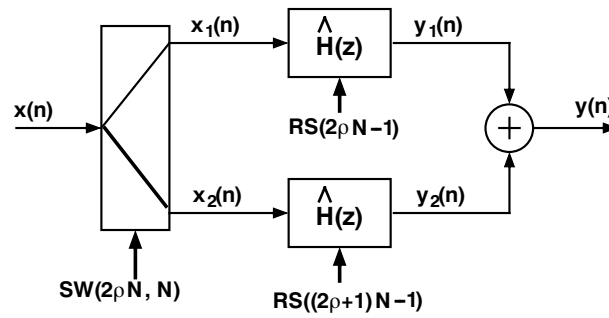 x(n)
x₁(n)
Ĥ(z)
y₁(n)
RS(2ρN−1)
+
y(n)
x₂(n)
Ĥ(z)
y₂(n)
SW(2ρN, N)
RS((2ρ+1)N−1)